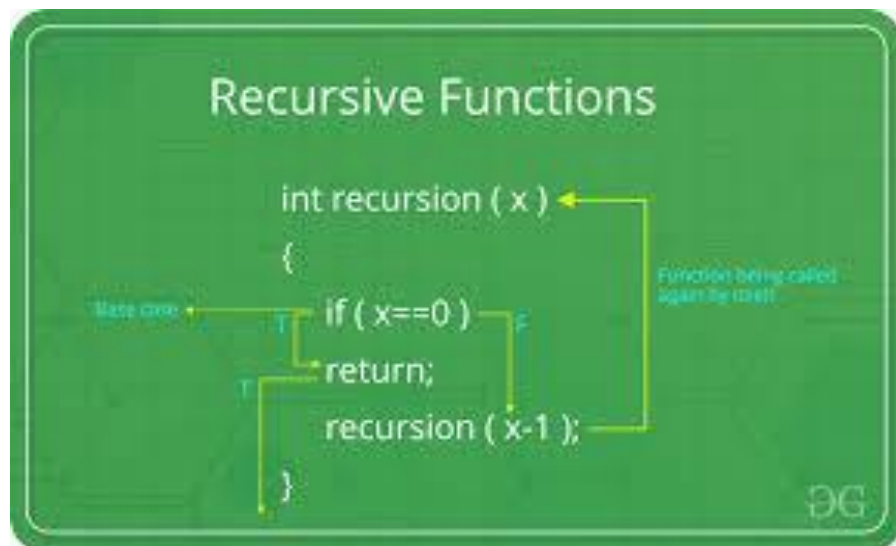 Recursive Functions
int recursion ( x )
{
Function being called
again by itself
Base case
T
if ( x==0 )
F
return;
T
recursion ( x-1 );
}
GG